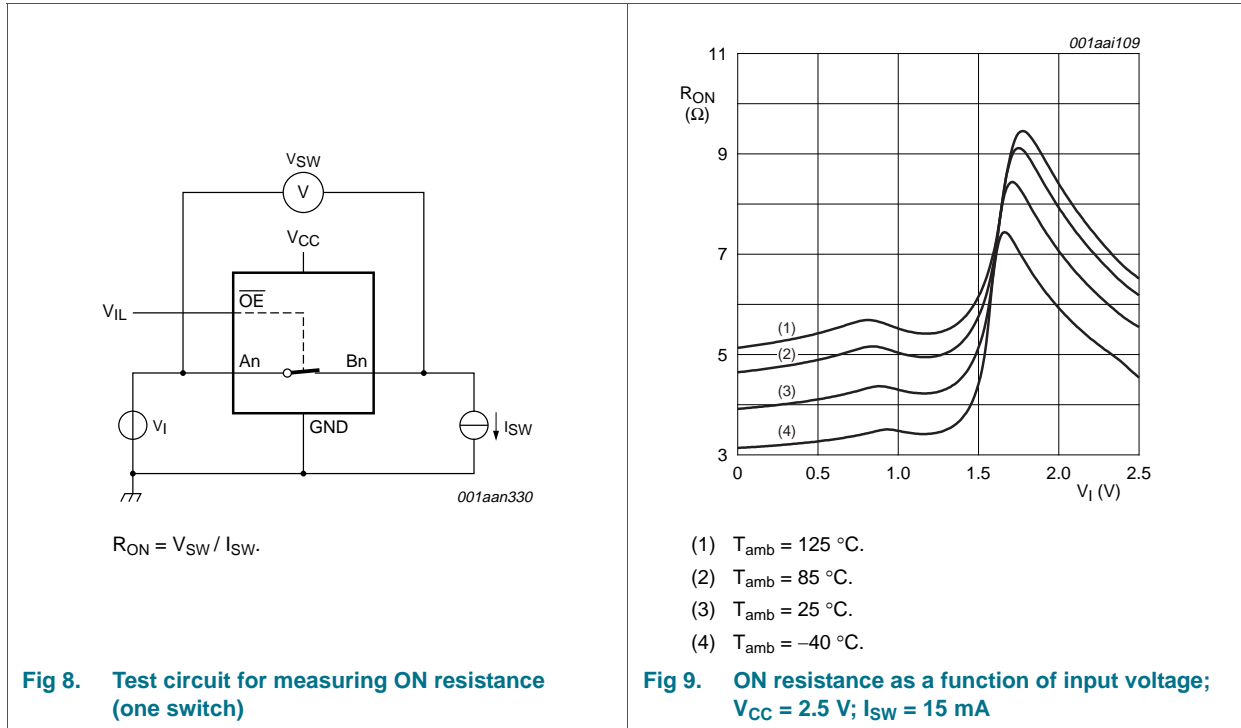 V_SW
V
V_CC
OE
V_IL
An
Bn
V_I
GND
I_SW
001aan330
R_ON = V_SW / I_SW.
Fig 8. Test circuit for measuring ON resistance
(one switch)
001aai109
11
R_ON
(Ω)
9
7
5
3
(1)
(2)
(3)
(4)
0 0.5 1.0 1.5 2.0 2.5
V_I (V)
(1) T_amb = 125 °C.
(2) T_amb = 85 °C.
(3) T_amb = 25 °C.
(4) T_amb = −40 °C.
Fig 9. ON resistance as a function of input voltage;
V_CC = 2.5 V; I_SW = 15 mA